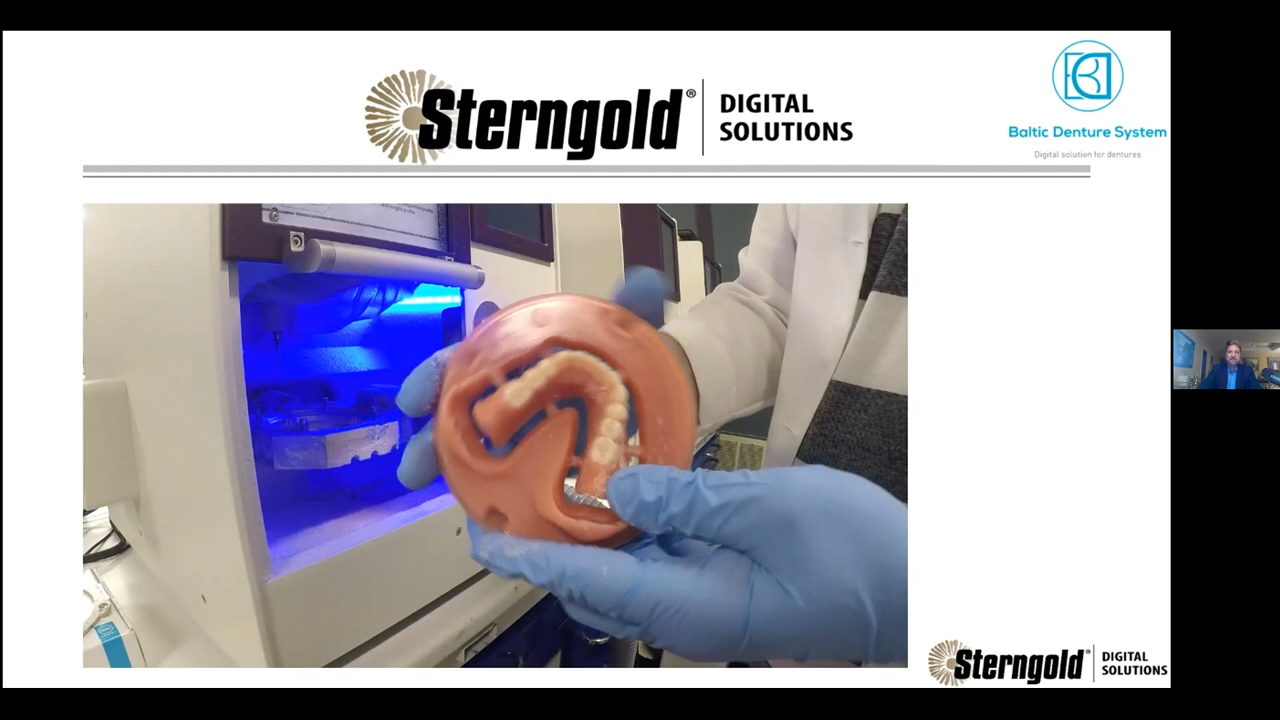 Sterngold® DIGITAL
SOLUTIONS
Baltic Denture System
Digital solution for dentures
Sterngold® DIGITAL
SOLUTIONS